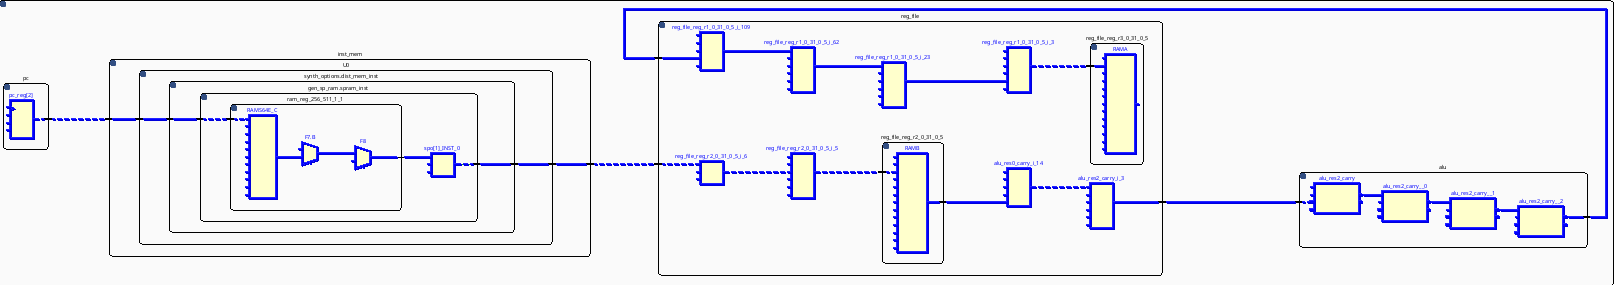 pc
pc_reg[2]
inst_mem
U0
synth_options.dist_mem_inst
gen_sp_ram.spram_inst
ram_reg_256_511_1_1
RAMS64E_C
F7.B
F8
spo[1]_INST_0
reg_file
reg_file_reg_r1_0_31_0_5_i_109
reg_file_reg_r1_0_31_0_5_i_62
reg_file_reg_r1_0_31_0_5_i_23
reg_file_reg_r1_0_31_0_5_i_3
reg_file_reg_r3_0_31_0_5
RAMA
reg_file_reg_r2_0_31_0_5_i_6
reg_file_reg_r2_0_31_0_5_i_5
reg_file_reg_r2_0_31_0_5
RAMB
alu_res0_carry_i_14
alu_res2_carry_i_3
alu
alu_res2_carry
alu_res2_carry__0
alu_res2_carry__1
alu_res2_carry__2